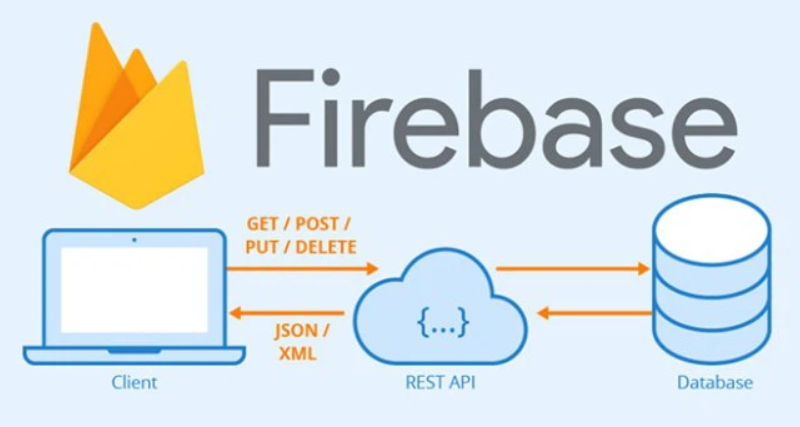 Firebase
GET / POST /
PUT / DELETE
{...}
JSON /
XML
Client
REST API
Database